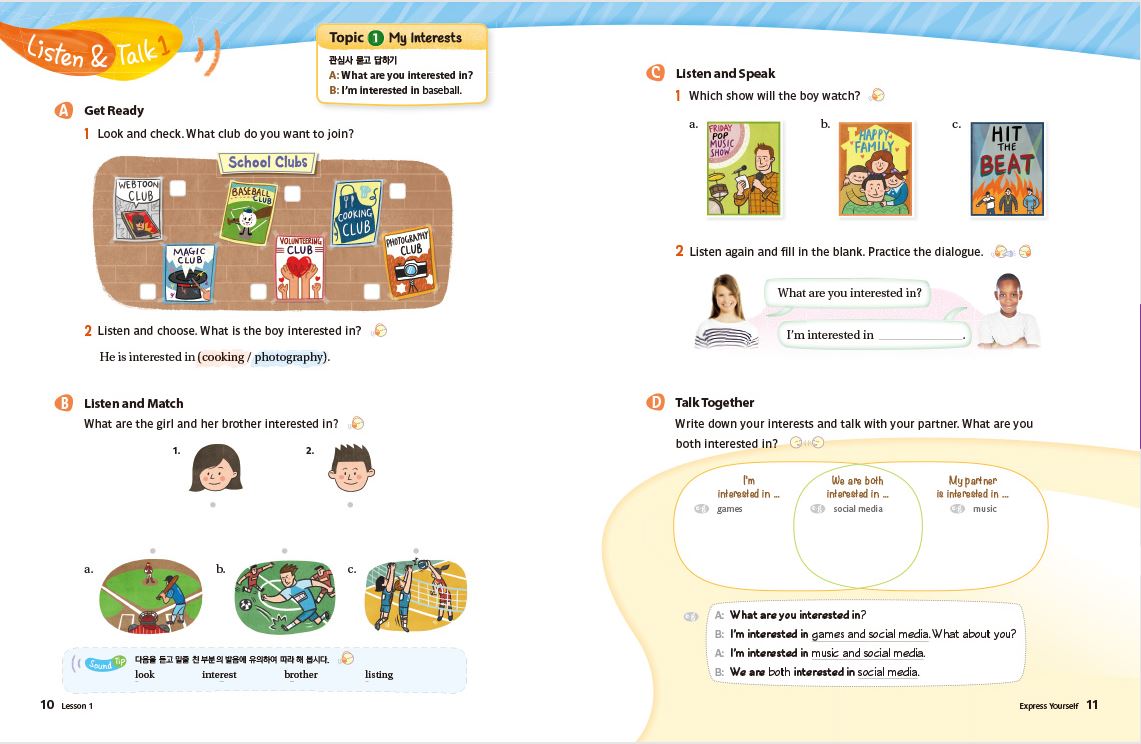 Listen & Talk 1
Topic 1 My Interests
관심사 묻고 답하기
A: What are you interested in?
B: I'm interested in baseball.
A Get Ready
1 Look and check. What club do you want to join?
School Clubs
WEBTOON CLUB
BASEBALL CLUB
COOKING CLUB
MAGIC CLUB
VOLUNTEERING CLUB
PHOTOGRAPHY CLUB
2 Listen and choose. What is the boy interested in?
He is interested in (cooking / photography).
B Listen and Match
What are the girl and her brother interested in?
1. 2.
a. b. c.
Sound Tip
다음을 듣고 밑줄 친 부분의 발음에 유의하여 따라 해 봅시다.
look interest brother listing
10 Lesson 1
C Listen and Speak
1 Which show will the boy watch?
a. b. c.
FRIDAY POP MUSIC SHOW
HAPPY FAMILY
HIT THE BEAT
2 Listen again and fill in the blank. Practice the dialogue.
What are you interested in?
I'm interested in ____________.
D Talk Together
Write down your interests and talk with your partner. What are you
both interested in?
I'm interested in ...
games
We are both interested in ...
social media
My partner is interested in ...
music
A: What are you interested in?
B: I'm interested in games and social media. What about you?
A: I'm interested in music and social media.
B: We are both interested in social media.
Express Yourself 11